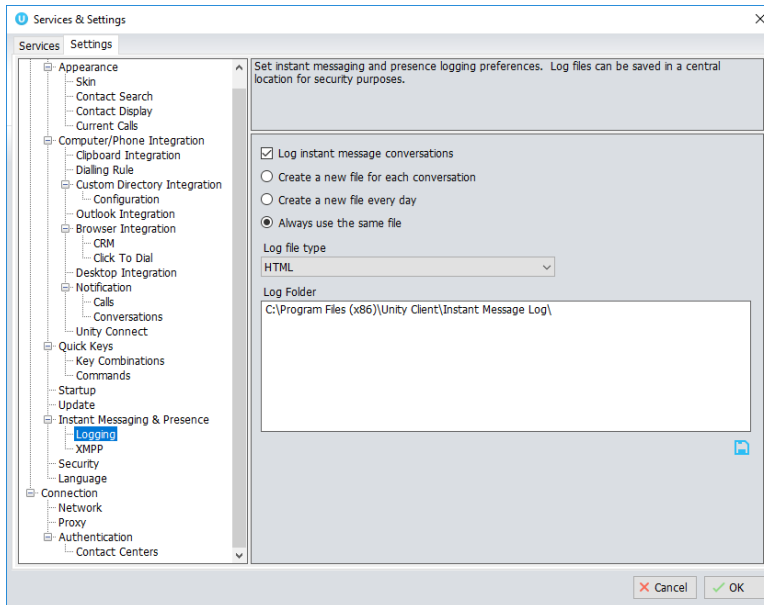 Services & Settings
Services Settings
Appearance
Skin
Contact Search
Contact Display
Current Calls
Computer/Phone Integration
Clipboard Integration
Dialling Rule
Custom Directory Integration
Configuration
Outlook Integration
Browser Integration
CRM
Click To Dial
Desktop Integration
Notification
Calls
Conversations
Unity Connect
Quick Keys
Key Combinations
Commands
Startup
Update
Instant Messaging & Presence
Logging
XMPP
Security
Language
Connection
Network
Proxy
Authentication
Contact Centers
Set instant messaging and presence logging preferences. Log files can be saved in a central
location for security purposes.
Log instant message conversations
Create a new file for each conversation
Create a new file every day
Always use the same file
Log file type
HTML
Log Folder
C:\Program Files (x86)\Unity Client\Instant Message Log\
Cancel OK